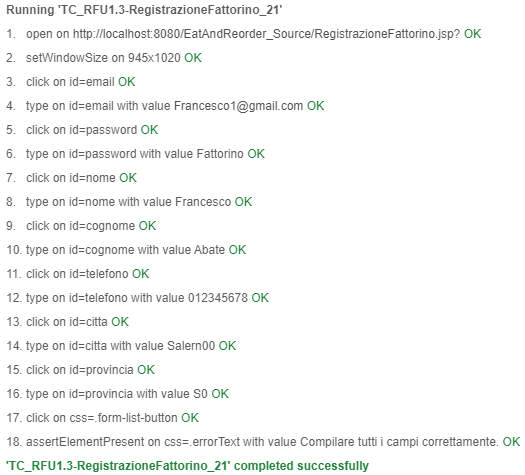 Running 'TC_RFU1.3-RegistrazioneFattorino_21'
1. open on http://localhost:8080/EatAndReorder_Source/RegistrazioneFattorino.jsp? OK
2. setWindowSize on 945x1020 OK
3. click on id=email OK
4. type on id=email with value Francesco1@gmail.com OK
5. click on id=password OK
6. type on id=password with value Fattorino OK
7. click on id=nome OK
8. type on id=nome with value Francesco OK
9. click on id=cognome OK
10. type on id=cognome with value Abate OK
11. click on id=telefono OK
12. type on id=telefono with value 012345678 OK
13. click on id=citta OK
14. type on id=citta with value Salern00 OK
15. click on id=provincia OK
16. type on id=provincia with value S0 OK
17. click on css=.form-list-button OK
18. assertElementPresent on css=.errorText with value Compilare tutti i campi correttamente. OK
'TC_RFU1.3-RegistrazioneFattorino_21' completed successfully